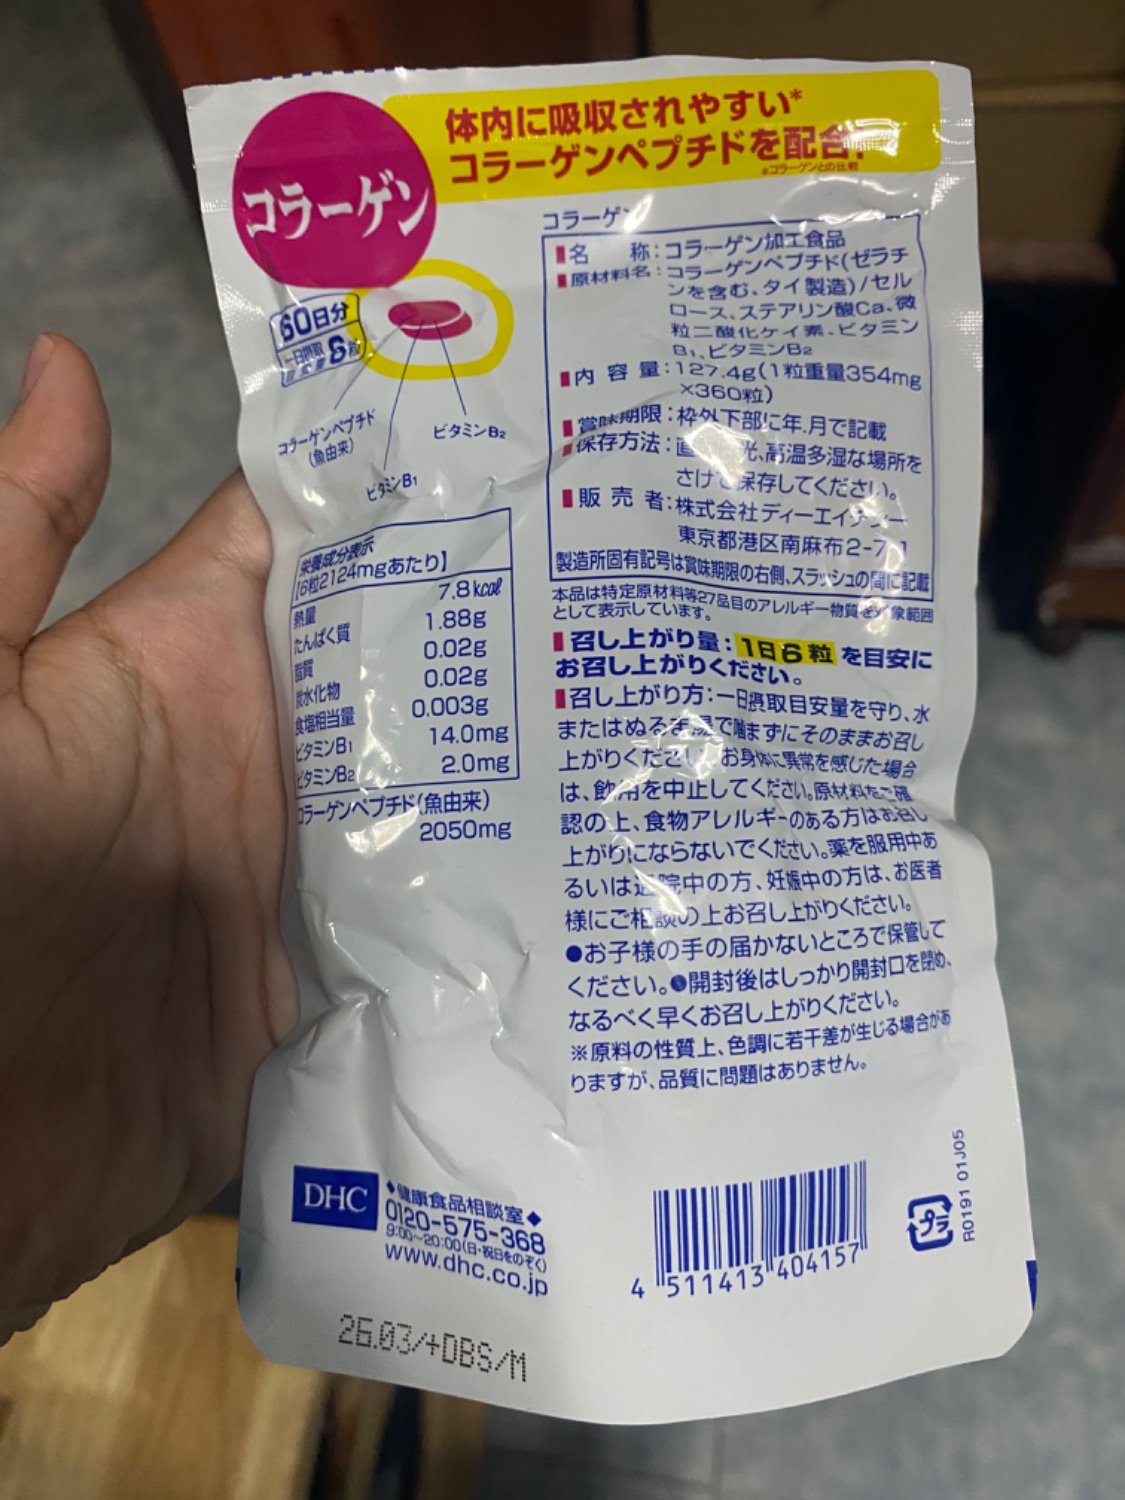 体内に吸収されやすい*
コラーゲンペプチドを配合!
*コラーゲンとの比較
コラーゲン
60日分
一日摂取
6粒
コラーゲンペプチド
(魚由来)
ビタミンB1
ビタミンB2
栄養成分表示
[6粒2124mgあたり]
熱量 7.8kcal
たんぱく質 1.88g
脂質 0.02g
炭水化物 0.02g
食塩相当量 0.003g
ビタミンB1 14.0mg
ビタミンB2 2.0mg
コラーゲンペプチド(魚由来)
2050mg
コラーゲン
名 称:コラーゲン加工食品
原材料名:コラーゲンペプチド(ゼラチ
ンを含む、タイ製造)/セル
ロース、ステアリン酸Ca、微
粒二酸化ケイ素、ビタミン
B1、ビタミンB2
内容量:127.4g(1粒重量354mg
×360粒)
賞味期限:枠外下部に年.月で記載
保存方法:直 光、高温多湿な場所を
さけて保存してください。
販売者:株式会社ディーエイチシー
東京都港区南麻布2-7-1
製造所固有記号は賞味期限の右側、スラッシュの間に記載
本品は特定原材料等27品目のアレルギー物質を対象範囲
として表示しています。
召し上がり量:1日6粒を目安に
お召し上がりください。
召し上がり方:一日摂取目安量を守り、水
またはぬるま湯で噛まずにそのままお召し
上がりください。お身体に異常を感じた場合
は、飲用を中止してください。原材料をご確
認の上、食物アレルギーのある方はお召し
上がりにならないでください。薬を服用中あ
るいは通院中の方、妊娠中の方は、お医者
様にご相談の上お召し上がりください。
●お子様の手の届かないところで保管して
ください。●開封後はしっかり開封口を閉め、
なるべく早くお召し上がりください。
※原料の性質上、色調に若干差が生じる場合があ
りますが、品質に問題はありません。
DHC
◆健康食品相談室◆
0120-575-368
9:00~20:00(日・祝日をのぞく)
www.dhc.co.jp
4 511413 404157
プラ
R0191 01J05
26.03/+DBS/M